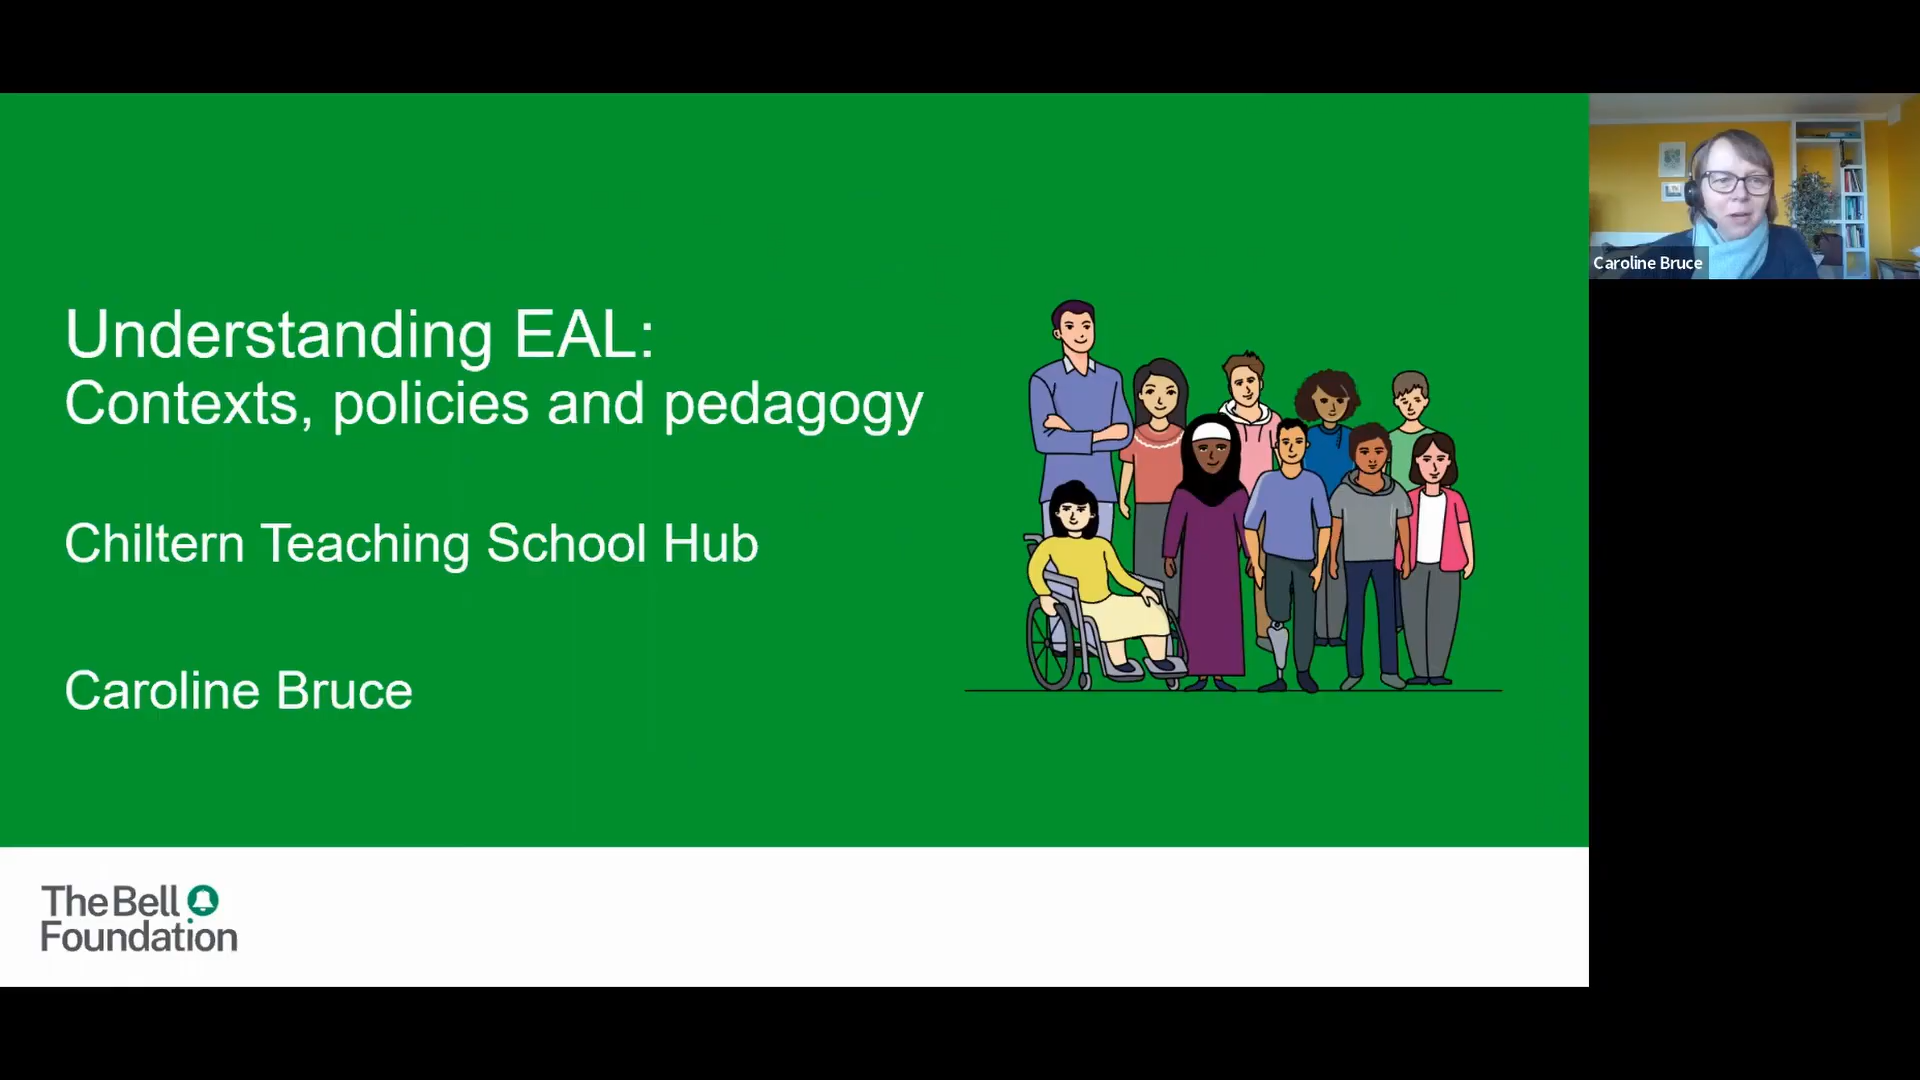 Understanding EAL:
Contexts, policies and pedagogy
Chiltern Teaching School Hub
Caroline Bruce
The Bell
Foundation
Caroline Bruce